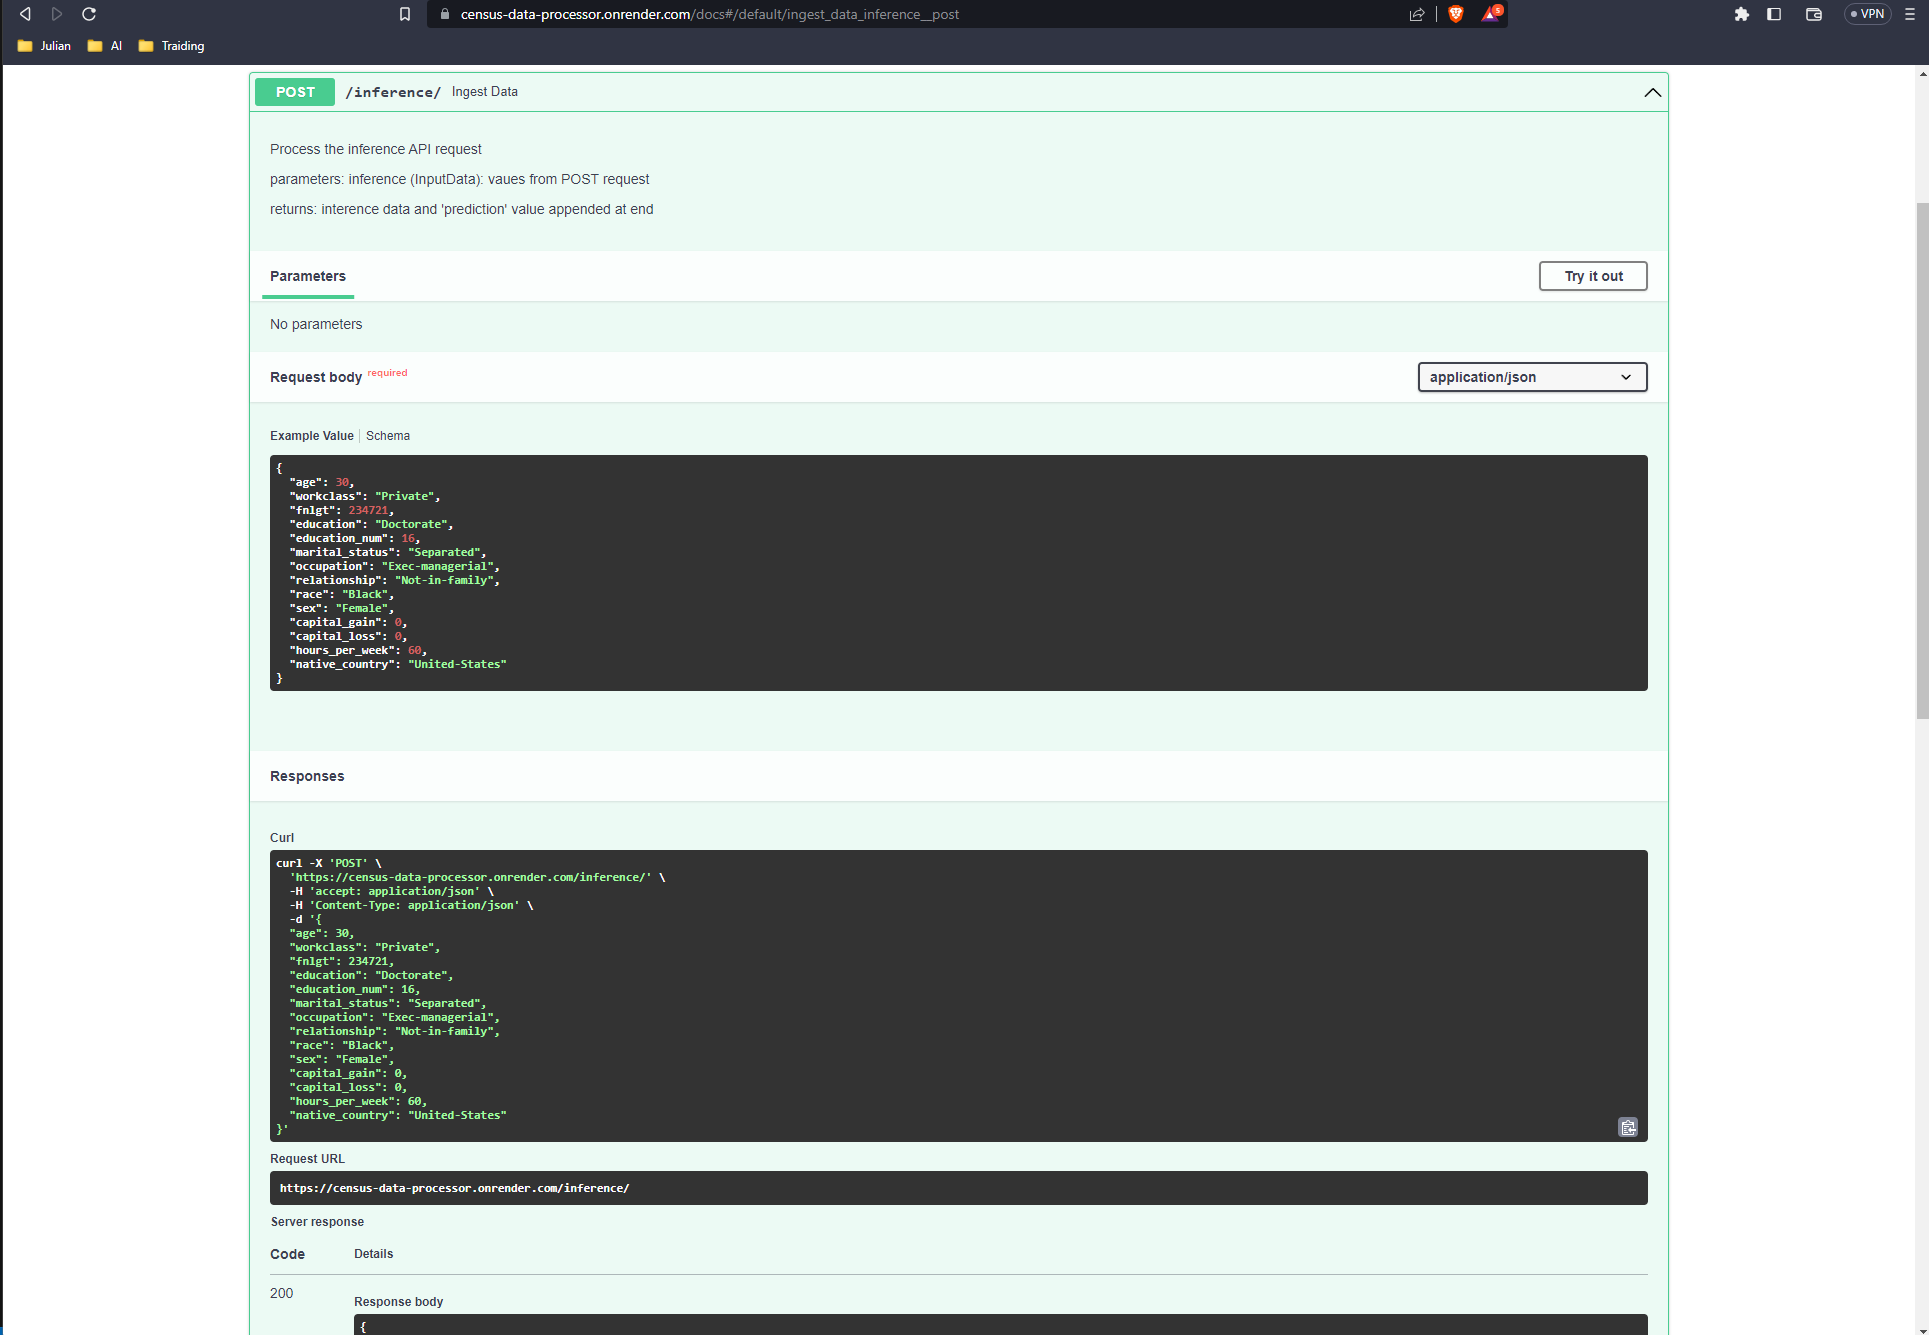 census-data-processor.onrender.com/docs#/default/ingest_data_inference__post
5
VPN
Julian AI Traiding
POST /inference/ Ingest Data
Process the inference API request
parameters: inference (InputData): vaues from POST request
returns: interence data and 'prediction' value appended at end
Parameters
Try it out
No parameters
Request body required
application/json
Example Value Schema
{
"age": 30,
"workclass": "Private",
"fnlgt": 234721,
"education": "Doctorate",
"education_num": 16,
"marital_status": "Separated",
"occupation": "Exec-managerial",
"relationship": "Not-in-family",
"race": "Black",
"sex": "Female",
"capital_gain": 0,
"capital_loss": 0,
"hours_per_week": 60,
"native_country": "United-States"
}
Responses
Curl
curl -X 'POST' \
'https://census-data-processor.onrender.com/inference/' \
-H 'accept: application/json' \
-H 'Content-Type: application/json' \
-d '{
"age": 30,
"workclass": "Private",
"fnlgt": 234721,
"education": "Doctorate",
"education_num": 16,
"marital_status": "Separated",
"occupation": "Exec-managerial",
"relationship": "Not-in-family",
"race": "Black",
"sex": "Female",
"capital_gain": 0,
"capital_loss": 0,
"hours_per_week": 60,
"native_country": "United-States"
}'
Request URL
https://census-data-processor.onrender.com/inference/
Server response
Code Details
200
Response body
{